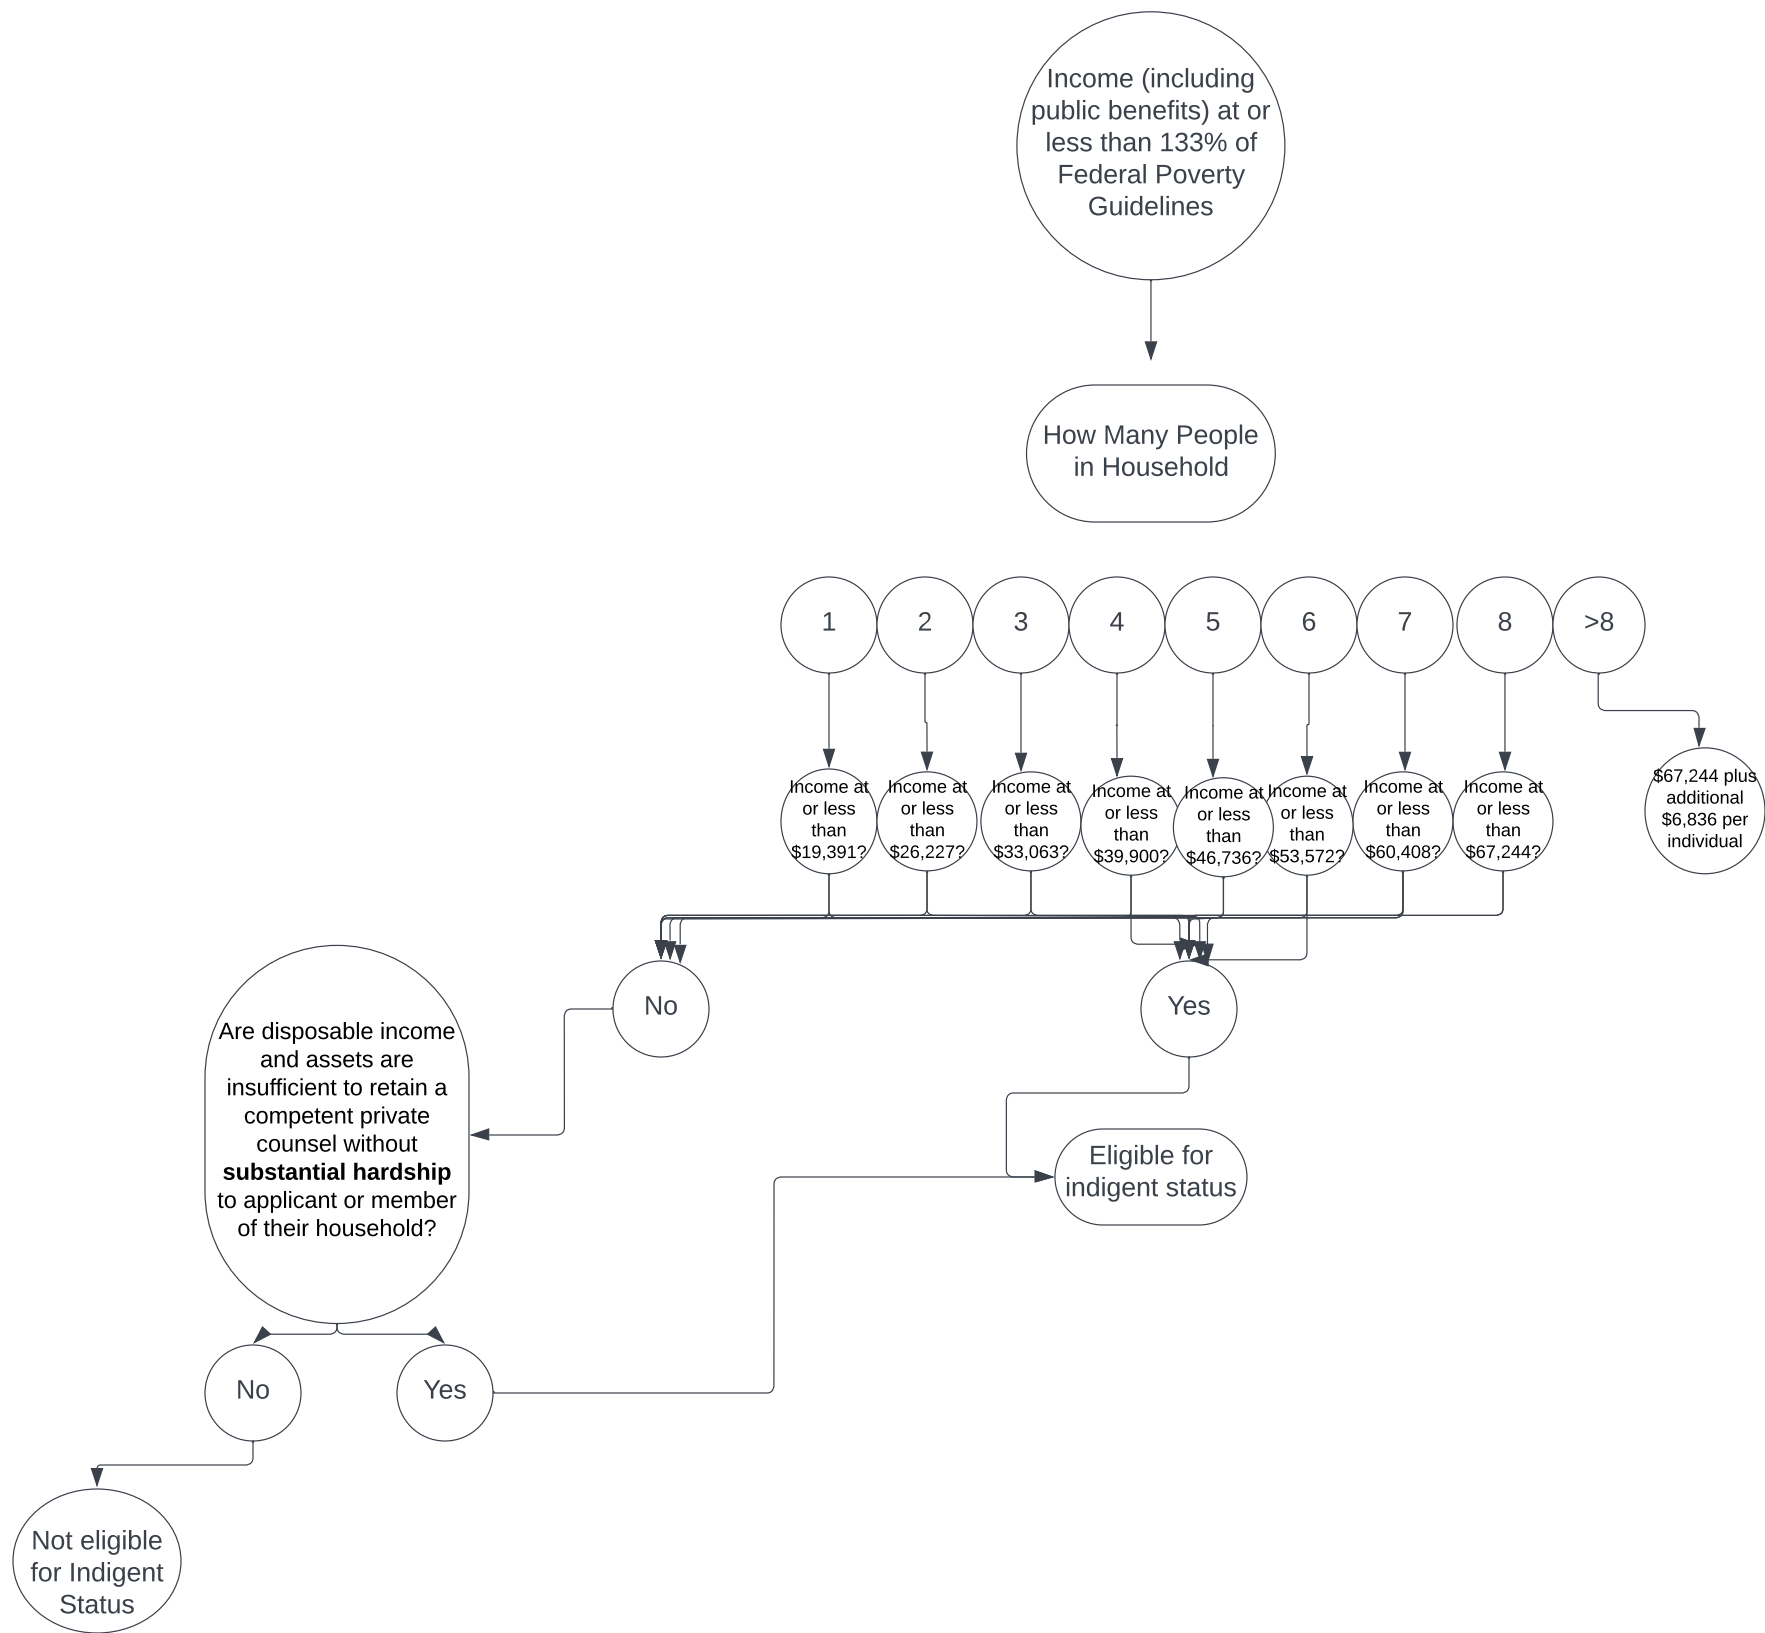 Income (including
public benefits) at or
less than 133% of
Federal Poverty
Guidelines
How Many People
in Household
1
2
3
4
5
6
7
8
>8
Income at
or less
than
$19,391?
Income at
or less
than
$26,227?
Income at
or less
than
$33,063?
Income at
or less
than
$39,900?
Income at
or less
than
$46,736?
Income at
or less
than
$53,572?
Income at
or less
than
$60,408?
Income at
or less
than
$67,244?
$67,244 plus
additional
$6,836 per
individual
No
Yes
Are disposable income
and assets are
insufficient to retain a
competent private
counsel without
substantial hardship
to applicant or member
of their household?
Eligible for
indigent status
No
Yes
Not eligible
for Indigent
Status